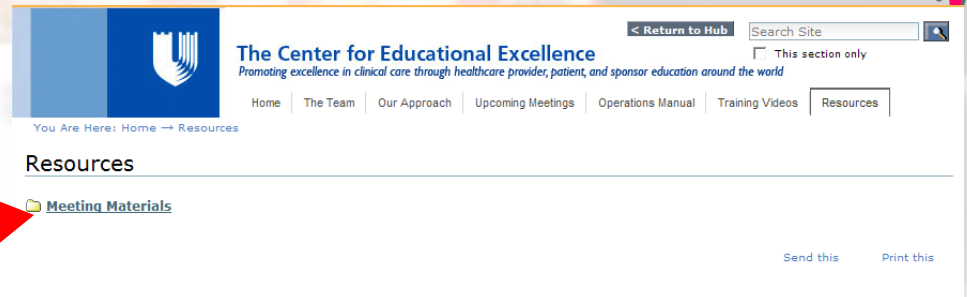 < Return to Hub
Search Site
The Center for Educational Excellence
This section only
Promoting excellence in clinical care through healthcare provider, patient, and sponsor education around the world
Home The Team Our Approach Upcoming Meetings Operations Manual Training Videos Resources
You Are Here: Home → Resources
Resources
Meeting Materials
Send this Print this